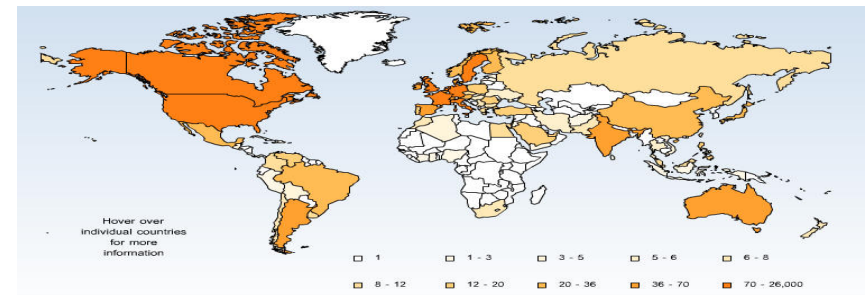 Hover over
individual countries
for more
information
1
1 - 3
3 - 5
5 - 6
6 - 8
8 - 12
12 - 20
20 - 36
36 - 70
70 - 26,000